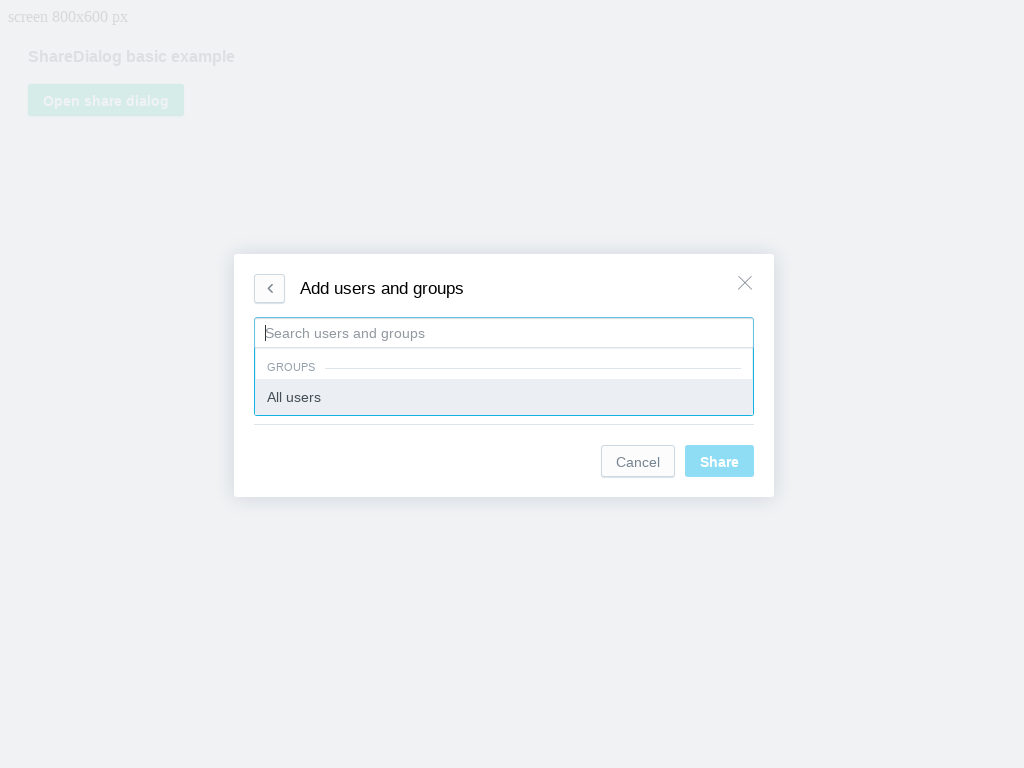 screen 800x600 px
ShareDialog basic example
Open share dialog
Add users and groups
Search users and groups
GROUPS
All users
Cancel
Share